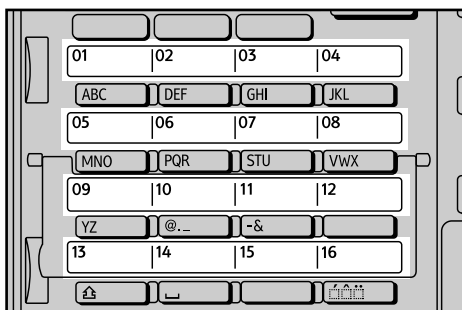 01 02 03 04
ABC DEF GHI JKL
05 06 07 08
MNO PQR STU VWX
09 10 11 12
YZ @._ -&
13 14 15 16
⇧ ␣ íîï